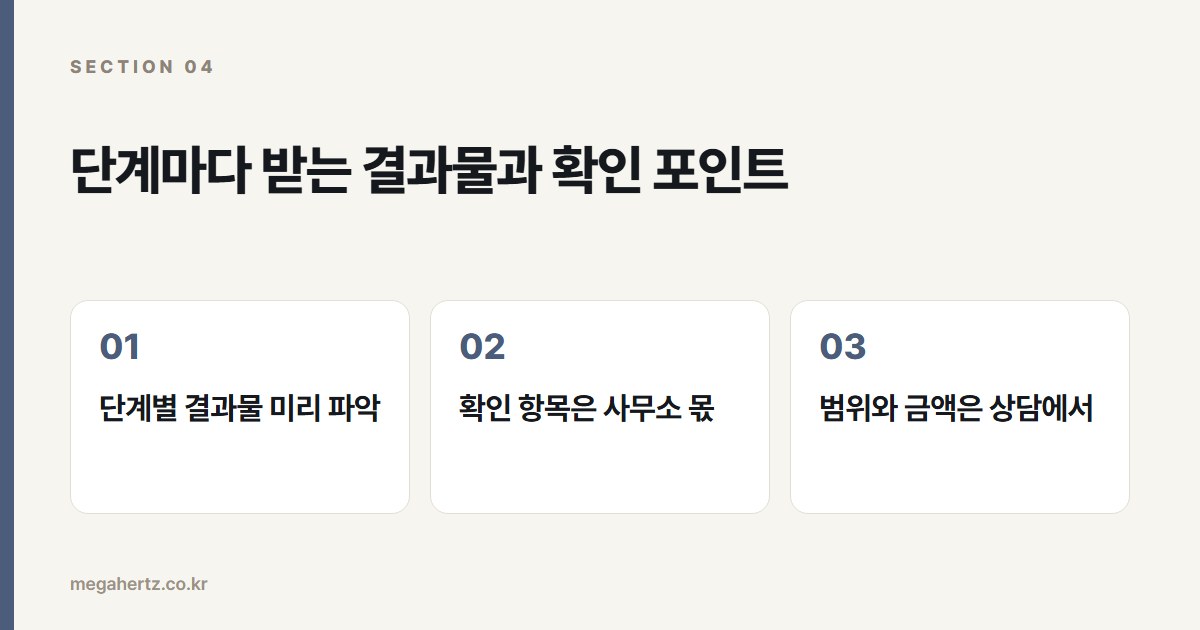 SECTION 04
단계마다 받는 결과물과 확인 포인트
01
단계별 결과물 미리 파악
02
확인 항목은 사무소 몫
03
범위와 금액은 상담에서
megahertz.co.kr